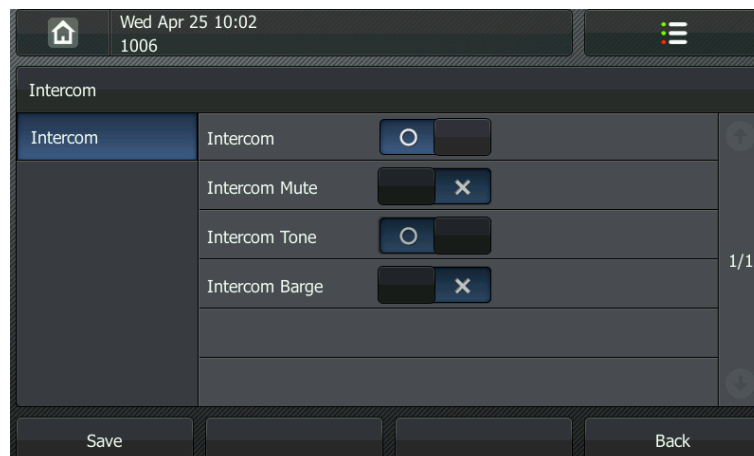 Wed Apr 25 10:02
1006
Intercom
Intercom
Intercom
Intercom Mute
Intercom Tone
Intercom Barge
1/1
Save
Back